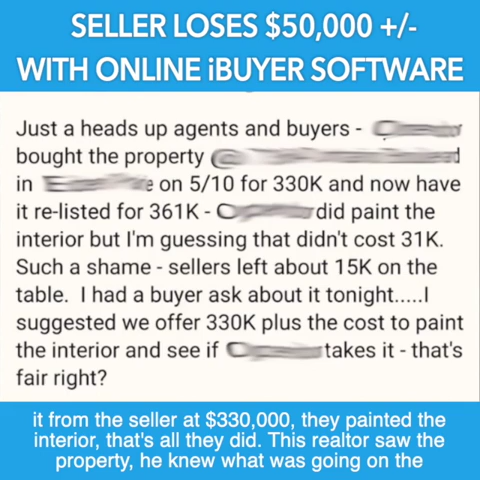 SELLER LOSES $50,000 +/-
WITH ONLINE iBUYER SOFTWARE
Just a heads up agents and buyers -
bought the property
in on 5/10 for 330K and now have
it re-listed for 361K - did paint the
interior but I'm guessing that didn't cost 31K.
Such a shame - sellers left about 15K on the
table. I had a buyer ask about it tonight.....I
suggested we offer 330K plus the cost to paint
the interior and see if takes it - that's
fair right?
it from the seller at $330,000, they painted the
interior, that's all they did. This realtor saw the
property, he knew what was going on the